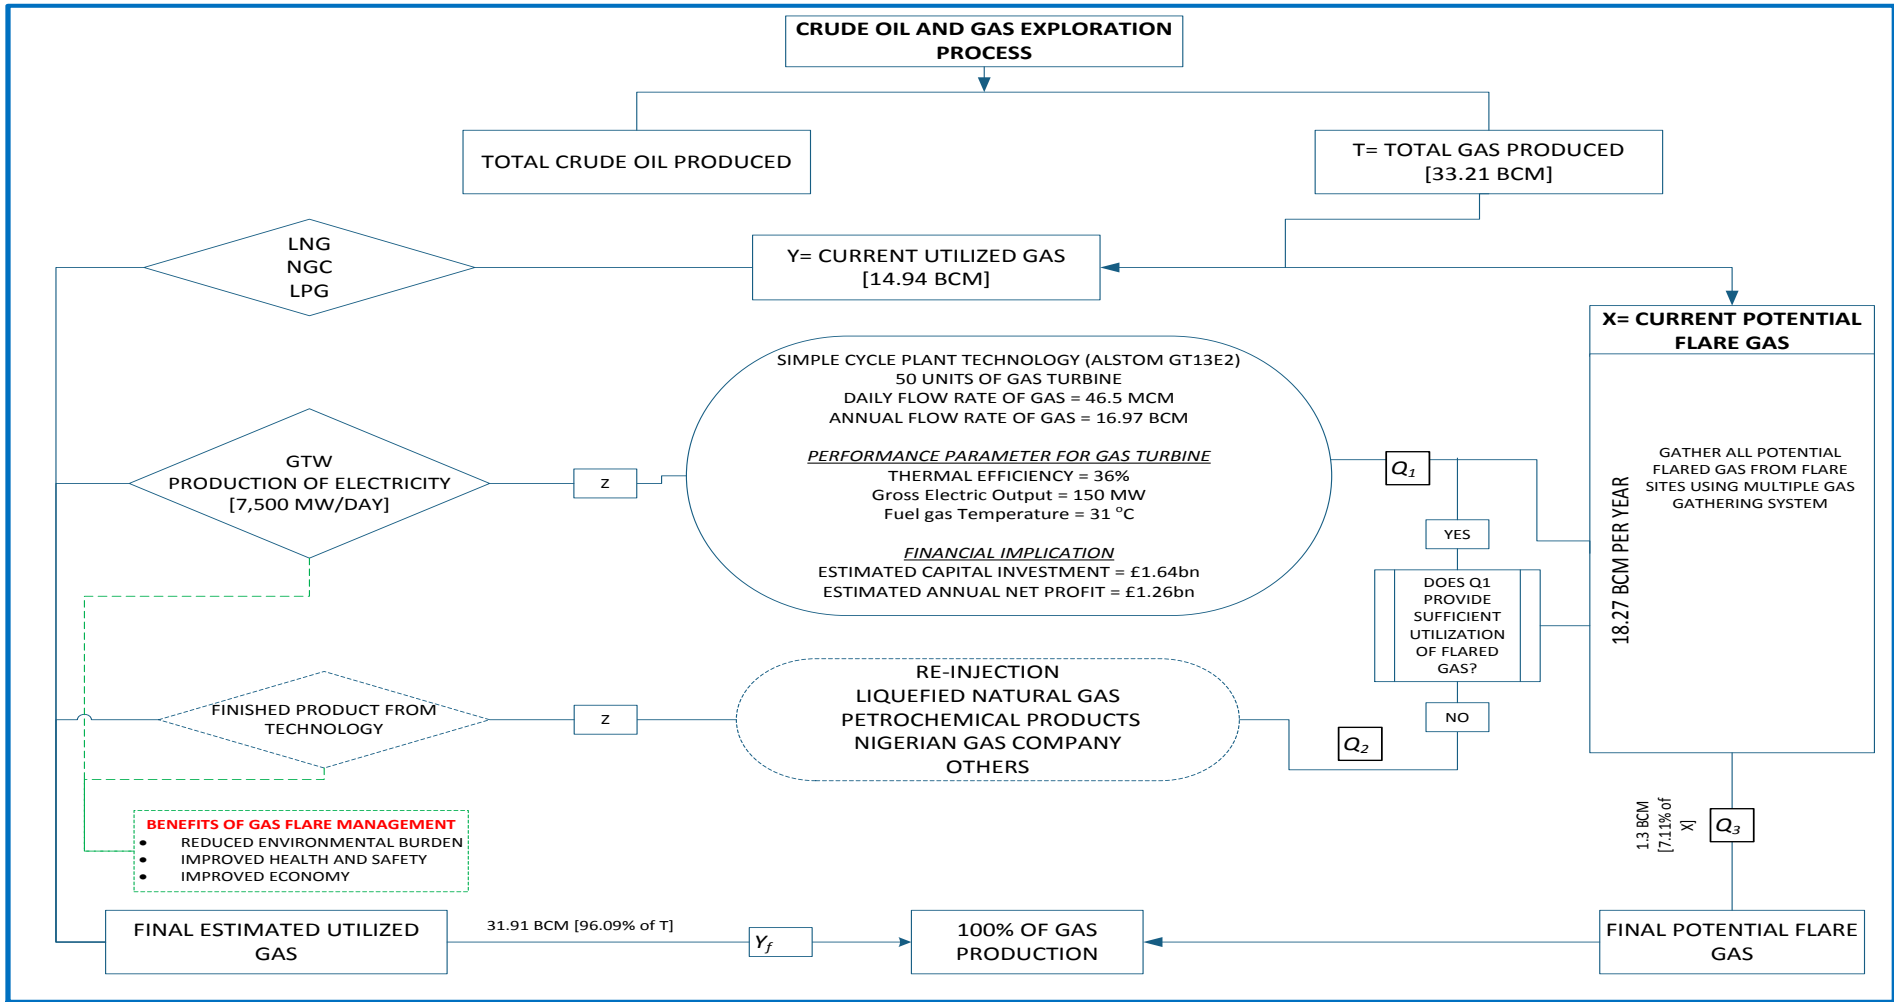 CRUDE OIL AND GAS EXPLORATION
PROCESS
TOTAL CRUDE OIL PRODUCED
T= TOTAL GAS PRODUCED
[33.21 BCM]
LNG
NGC
LPG
Y= CURRENT UTILIZED GAS
[14.94 BCM]
X= CURRENT POTENTIAL
FLARE GAS
GATHER ALL POTENTIAL
FLARED GAS FROM FLARE
SITES USING MULTIPLE GAS
GATHERING SYSTEM
18.27 BCM PER YEAR
SIMPLE CYCLE PLANT TECHNOLOGY (ALSTOM GT13E2)
50 UNITS OF GAS TURBINE
DAILY FLOW RATE OF GAS = 46.5 MCM
ANNUAL FLOW RATE OF GAS = 16.97 BCM
PERFORMANCE PARAMETER FOR GAS TURBINE
THERMAL EFFICIENCY = 36%
Gross Electric Output = 150 MW
Fuel gas Temperature = 31 °C
FINANCIAL IMPLICATION
ESTIMATED CAPITAL INVESTMENT = £1.64bn
ESTIMATED ANNUAL NET PROFIT = £1.26bn
GTW
PRODUCTION OF ELECTRICITY
[7,500 MW/DAY]
Z
Q₁
YES
DOES Q1
PROVIDE
SUFFICIENT
UTILIZATION
OF FLARED
GAS?
NO
Q₂
FINISHED PRODUCT FROM
TECHNOLOGY
Z
RE-INJECTION
LIQUEFIED NATURAL GAS
PETROCHEMICAL PRODUCTS
NIGERIAN GAS COMPANY
OTHERS
BENEFITS OF GAS FLARE MANAGEMENT
• REDUCED ENVIRONMENTAL BURDEN
• IMPROVED HEALTH AND SAFETY
• IMPROVED ECONOMY
1.3 BCM
[7.11% of
X]
Q₃
FINAL ESTIMATED UTILIZED
GAS
31.91 BCM [96.09% of T]
Y_f
100% OF GAS
PRODUCTION
FINAL POTENTIAL FLARE
GAS